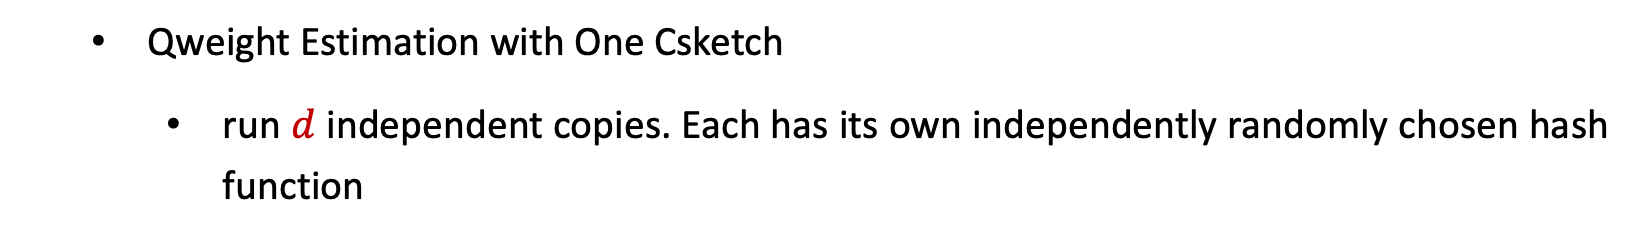 • Qweight Estimation with One Csketch
• run d independent copies. Each has its own independently randomly chosen hash
function